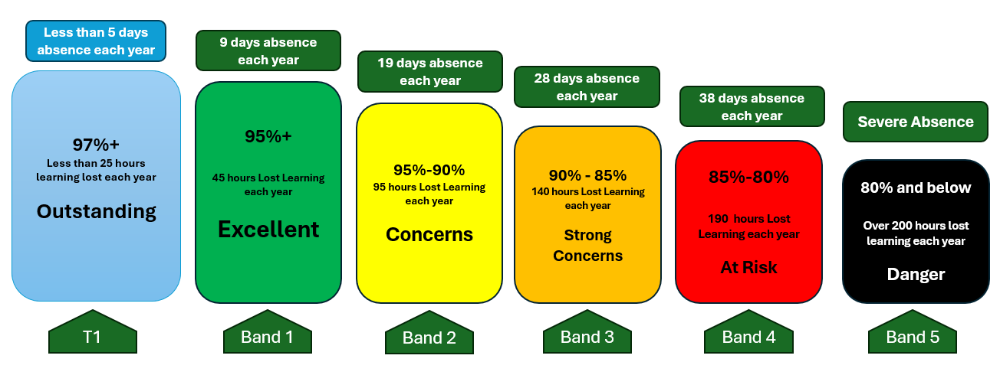 Less than 5 days
absence each year
97%+
Less than 25 hours
learning lost each year
Outstanding
T1
9 days absence
each year
95%+
45 hours Lost Learning
each year
Excellent
Band 1
19 days absence
each year
95%-90%
95 hours Lost Learning
each year
Concerns
Band 2
28 days absence
each year
90% - 85%
140 hours Lost Learning
each year
Strong
Concerns
Band 3
38 days absence
each year
85%-80%
190  hours Lost
Learning each year
At Risk
Band 4
Severe Absence
80% and below
Over 200 hours lost
learning each year
Danger
Band 5